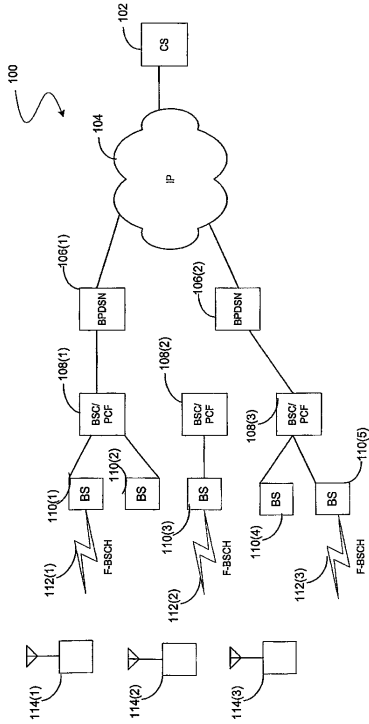 100
102
CS
104
IP
106(1)
BPDSN
106(2)
BPDSN
108(1)
BSC/
PCF
108(2)
BSC/
PCF
108(3)
BSC/
PCF
110(1)
BS
110(2)
BS
110(3)
BS
110(4)
BS
110(5)
BS
112(1)
F-BSCH
112(2)
F-BSCH
112(3)
F-BSCH
114(1)
114(2)
114(3)